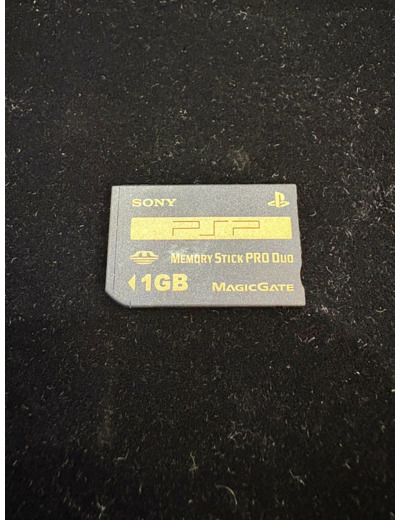 SONY
PSP
MEMORY STICK PRO DUO
1GB MAGICGATE